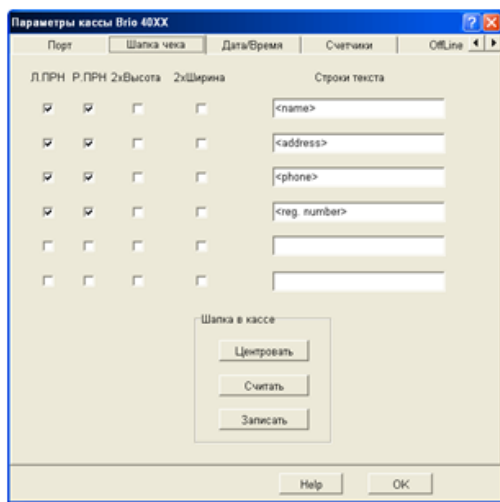 Параметры кассы Brio 40XX
Порт Шапка чека Дата/Время Счетчики OffLine
Л.ПРН Р.ПРН 2хВысота 2хШирина Строки текста
<name>
<address>
<phone>
<reg. number>
Шапка в кассе
Центровать
Считать
Записать
Help OK